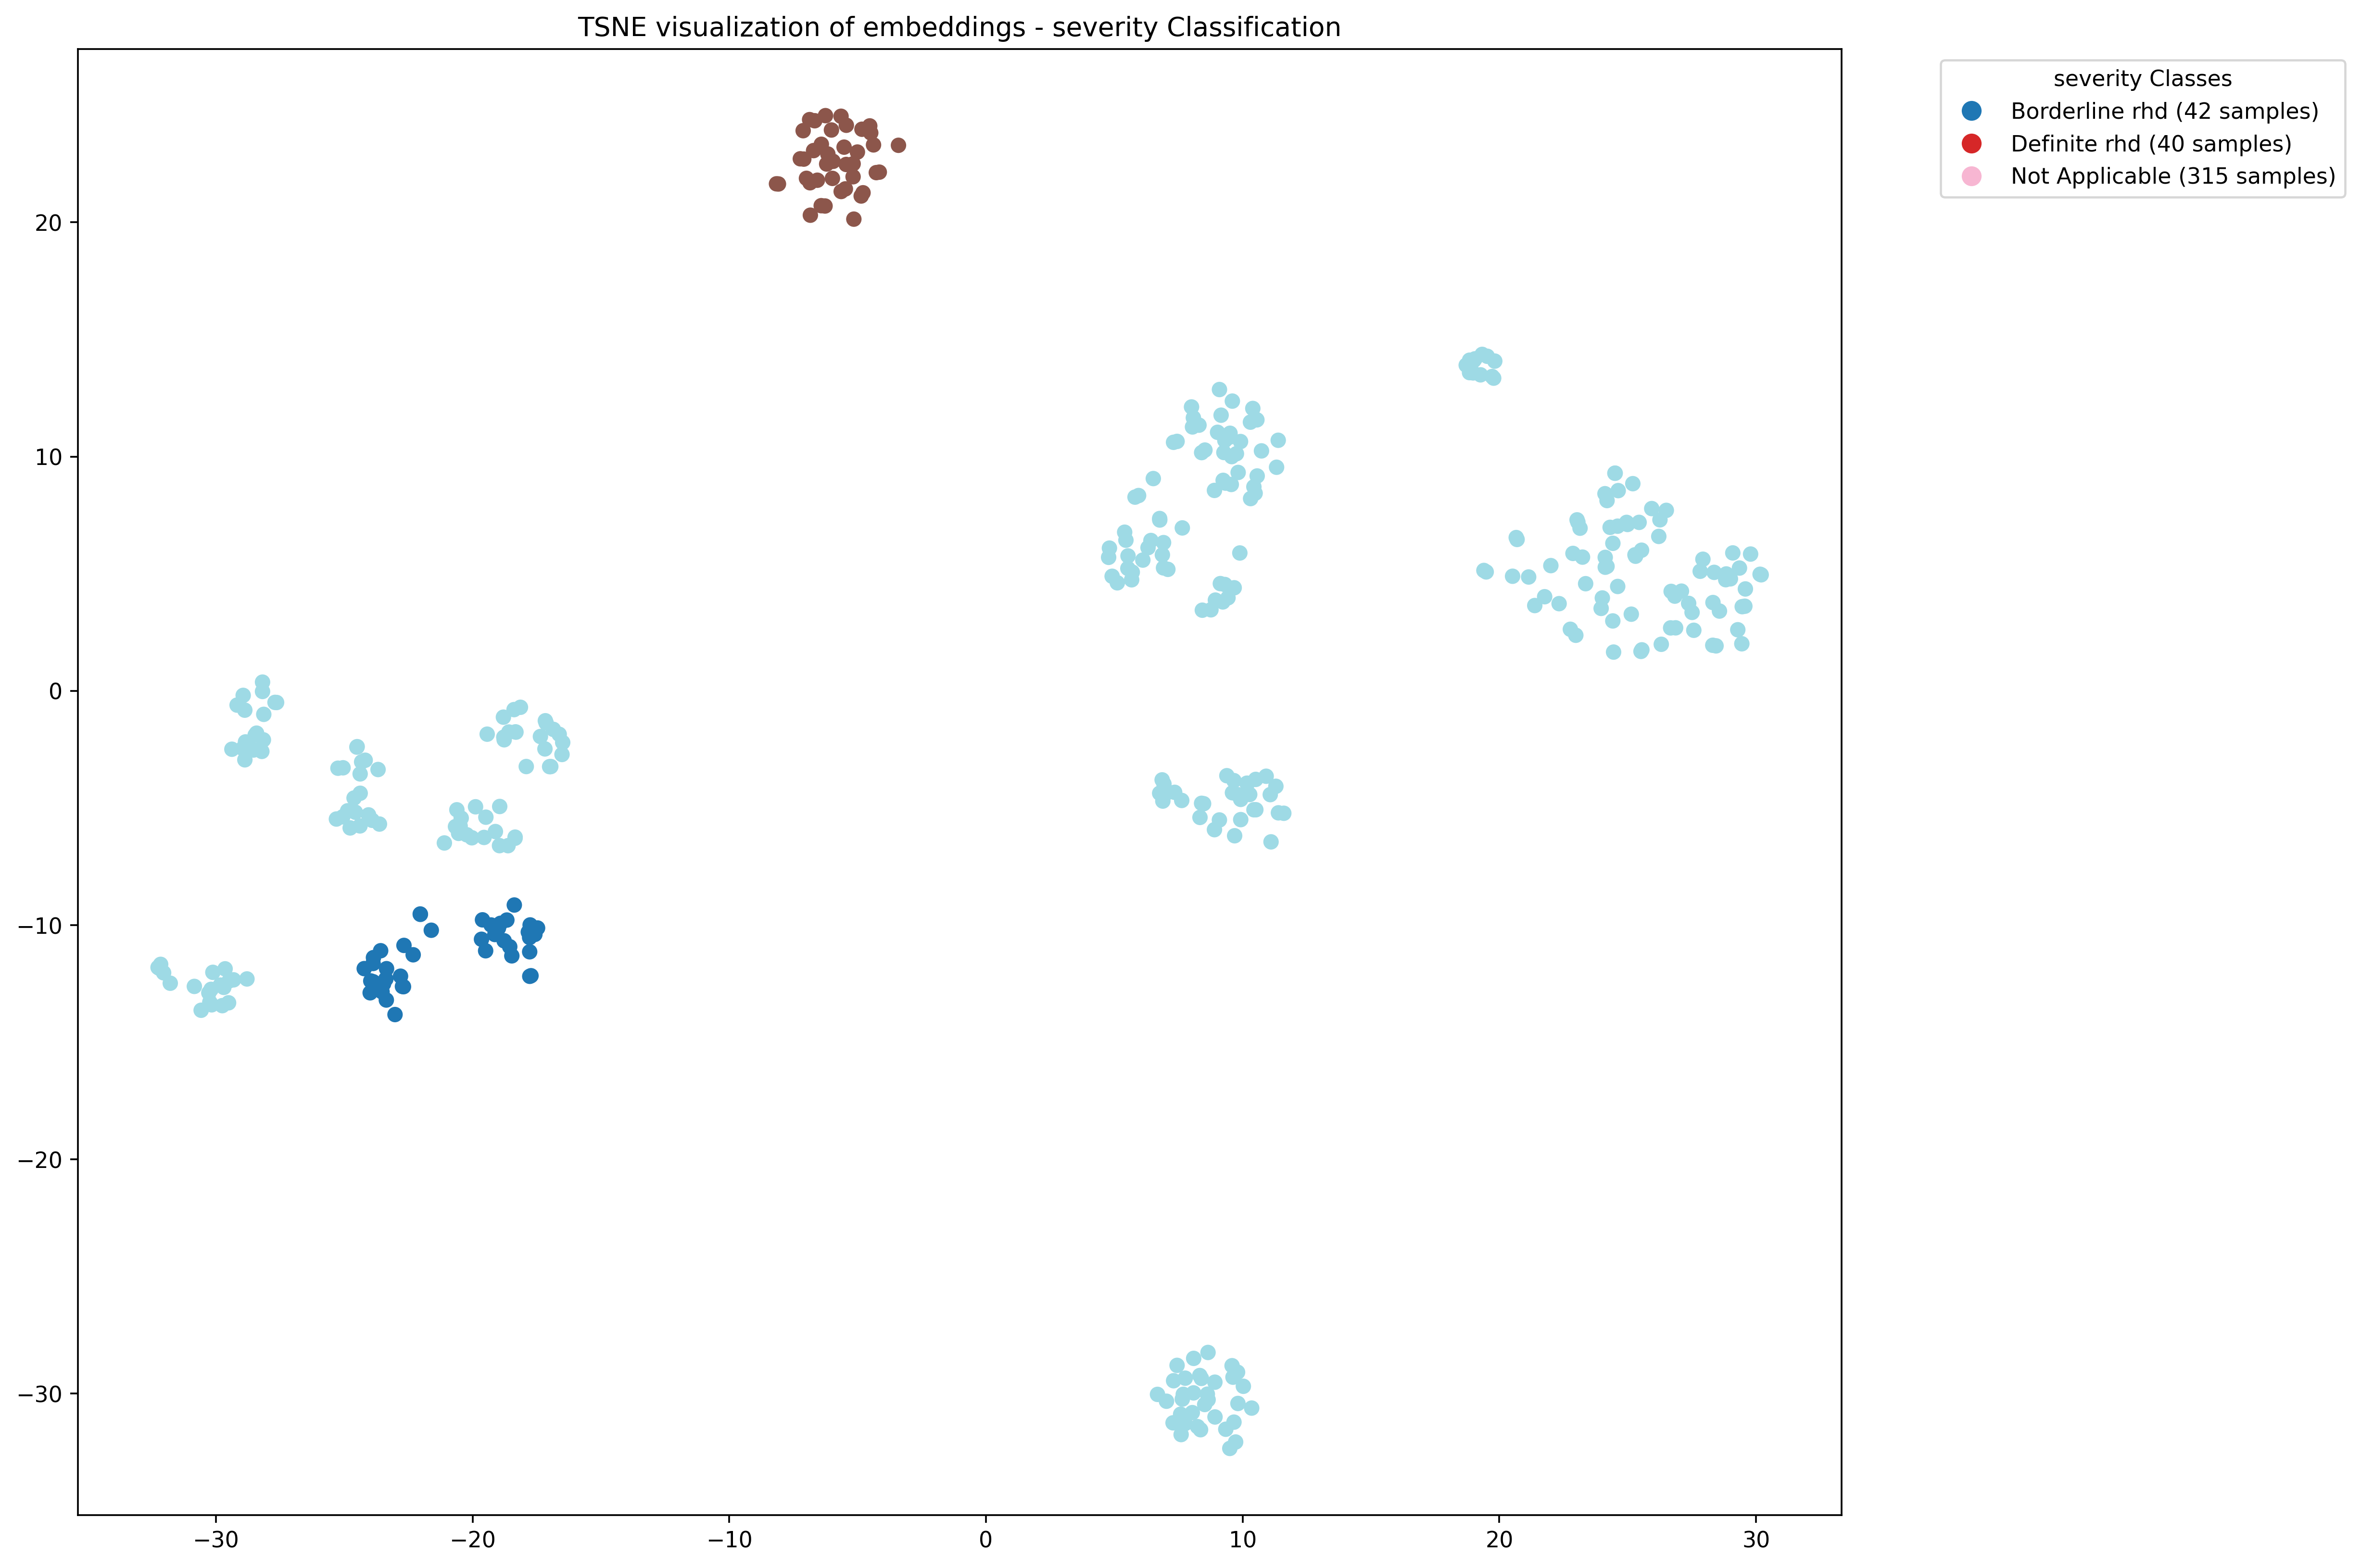 TSNE visualization of embeddings - severity Classification
severity Classes
Borderline rhd (42 samples)
Definite rhd (40 samples)
Not Applicable (315 samples)
20
10
0
−10
−20
−30
−30
−20
−10
0
10
20
30